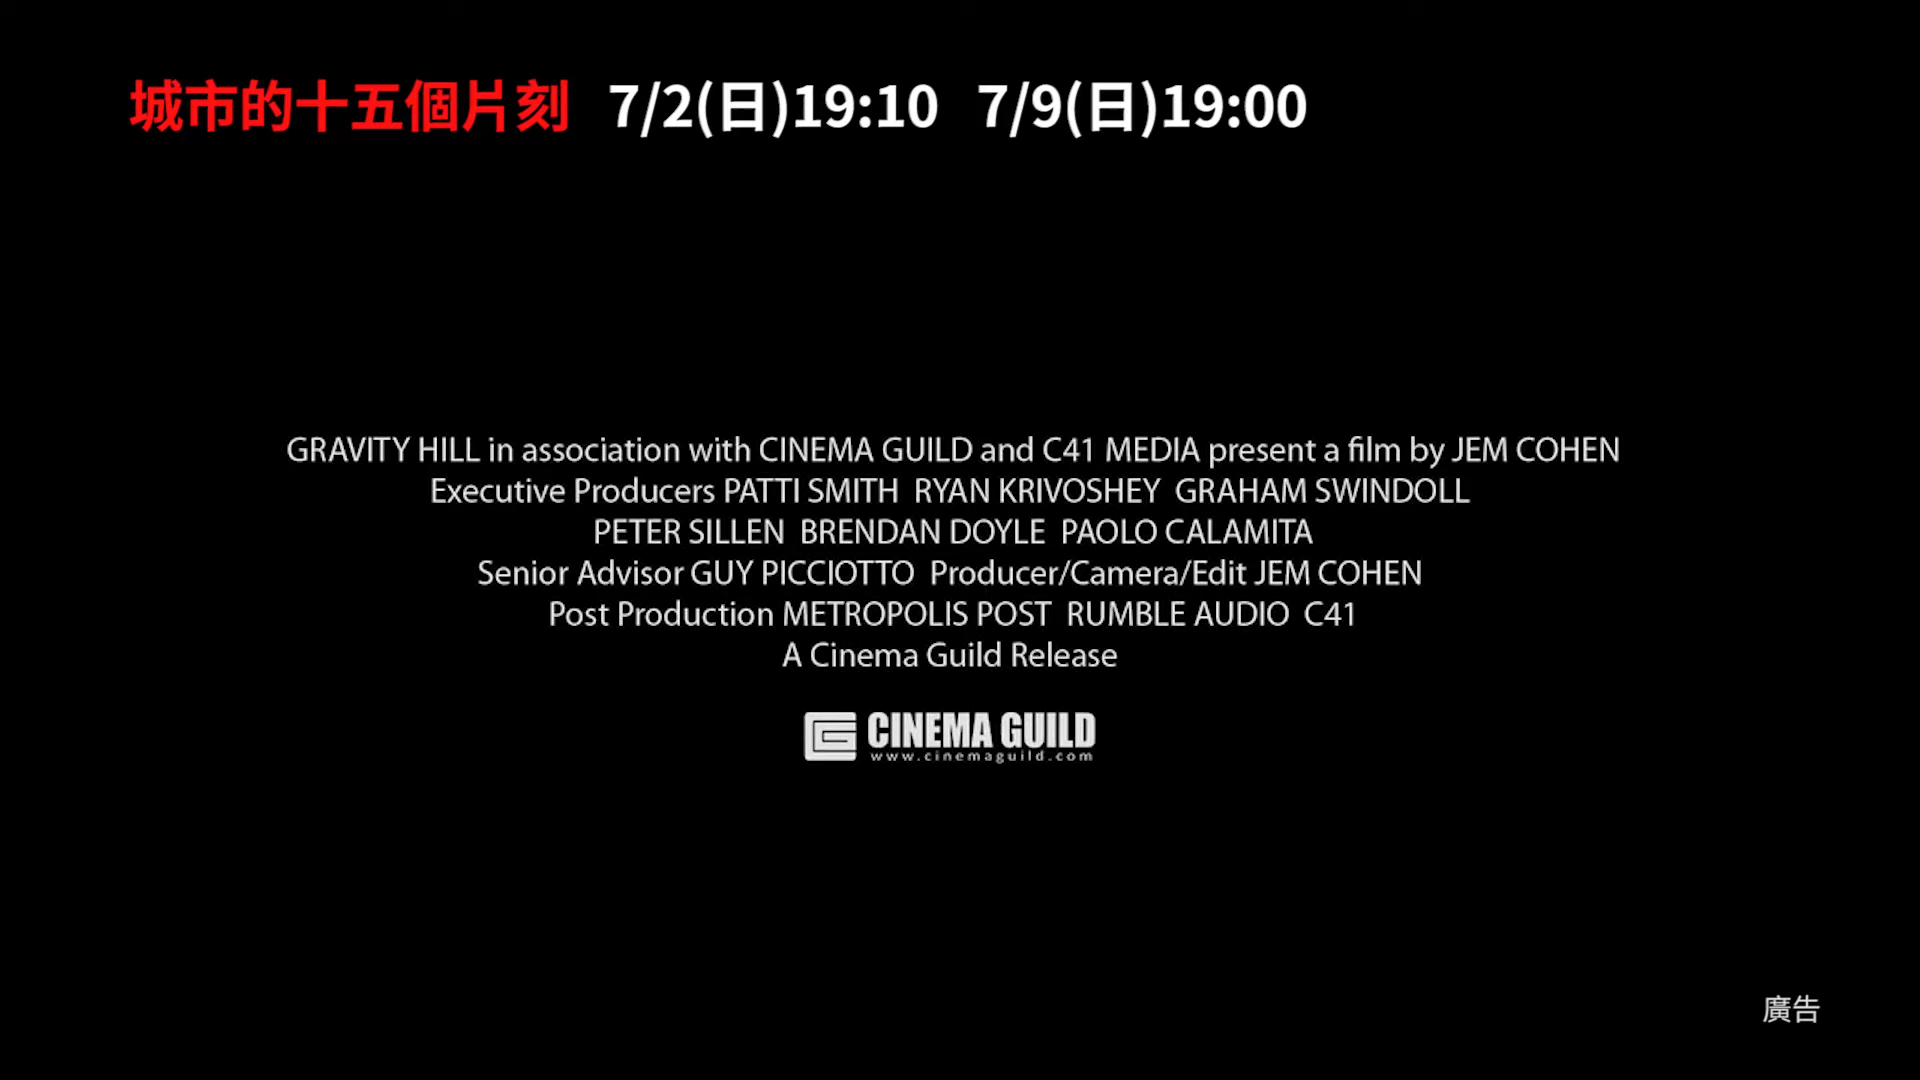 城市的十五個片刻 7/2(日)19:10 7/9(日)19:00
GRAVITY HILL in association with CINEMA GUILD and C41 MEDIA present a film by JEM COHEN
Executive Producers PATTI SMITH RYAN KRIVOSHEY GRAHAM SWINDOLL
PETER SILLEN BRENDAN DOYLE PAOLO CALAMITA
Senior Advisor GUY PICCIOTTO Producer/Camera/Edit JEM COHEN
Post Production METROPOLIS POST RUMBLE AUDIO C41
A Cinema Guild Release
CINEMA GUILD
www.cinemaguild.com
廣告